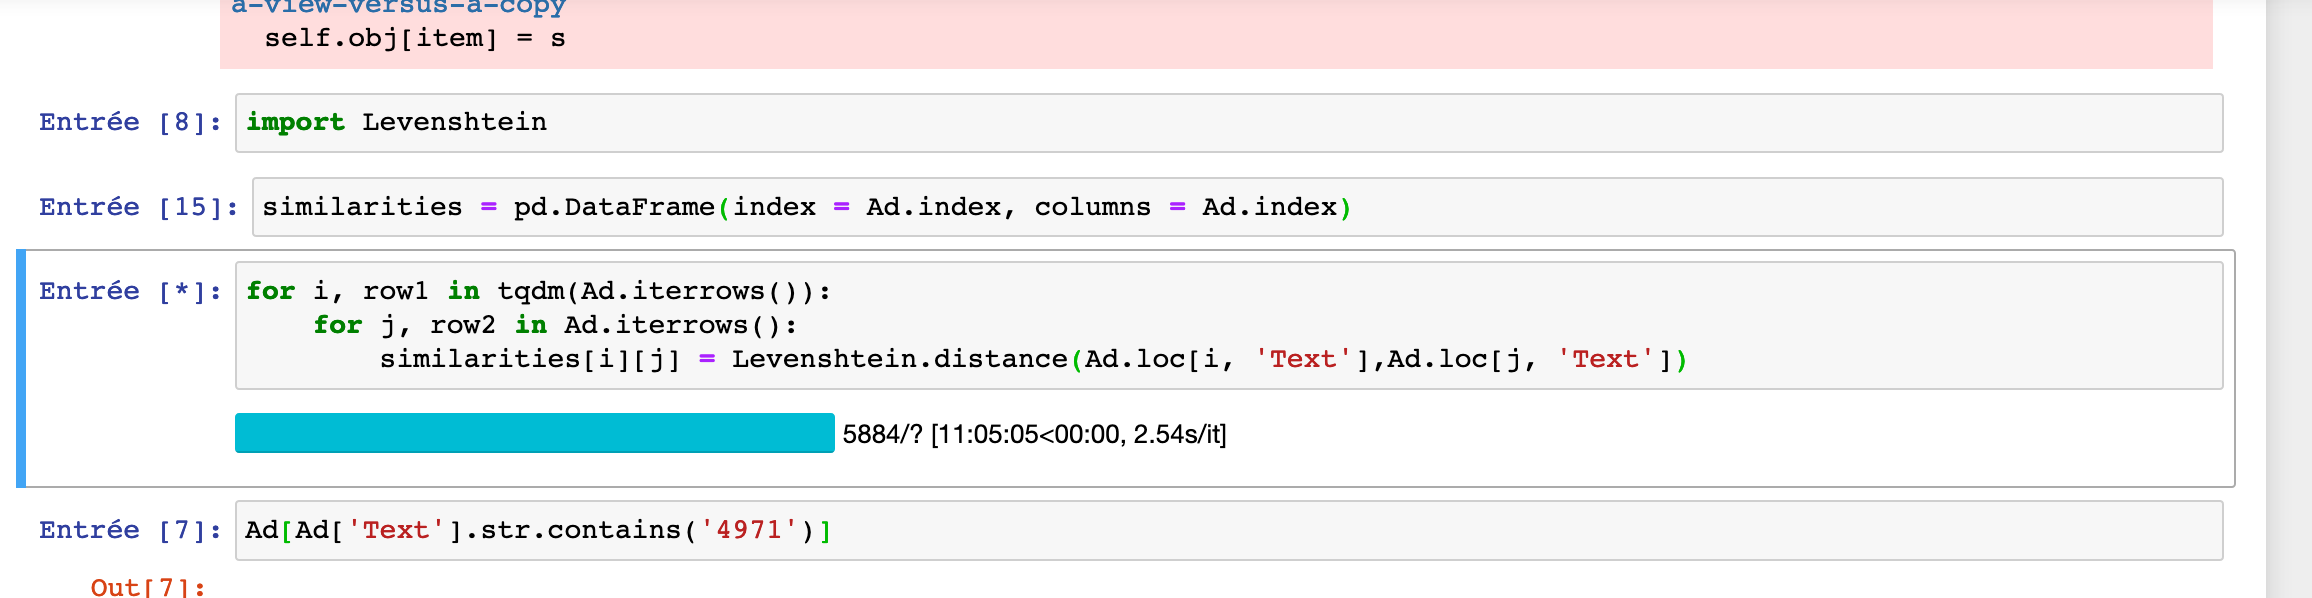 a-view-versus-a-copy
self.obj[item] = s
Entrée [8]: import Levenshtein
Entrée [15]: similarities = pd.DataFrame(index = Ad.index, columns = Ad.index)
Entrée [*]: for i, row1 in tqdm(Ad.iterrows()):
for j, row2 in Ad.iterrows():
similarities[i][j] = Levenshtein.distance(Ad.loc[i, 'Text'],Ad.loc[j, 'Text'])
5884/? [11:05:05<00:00, 2.54s/it]
Entrée [7]: Ad[Ad['Text'].str.contains('4971')]
Out[7]: